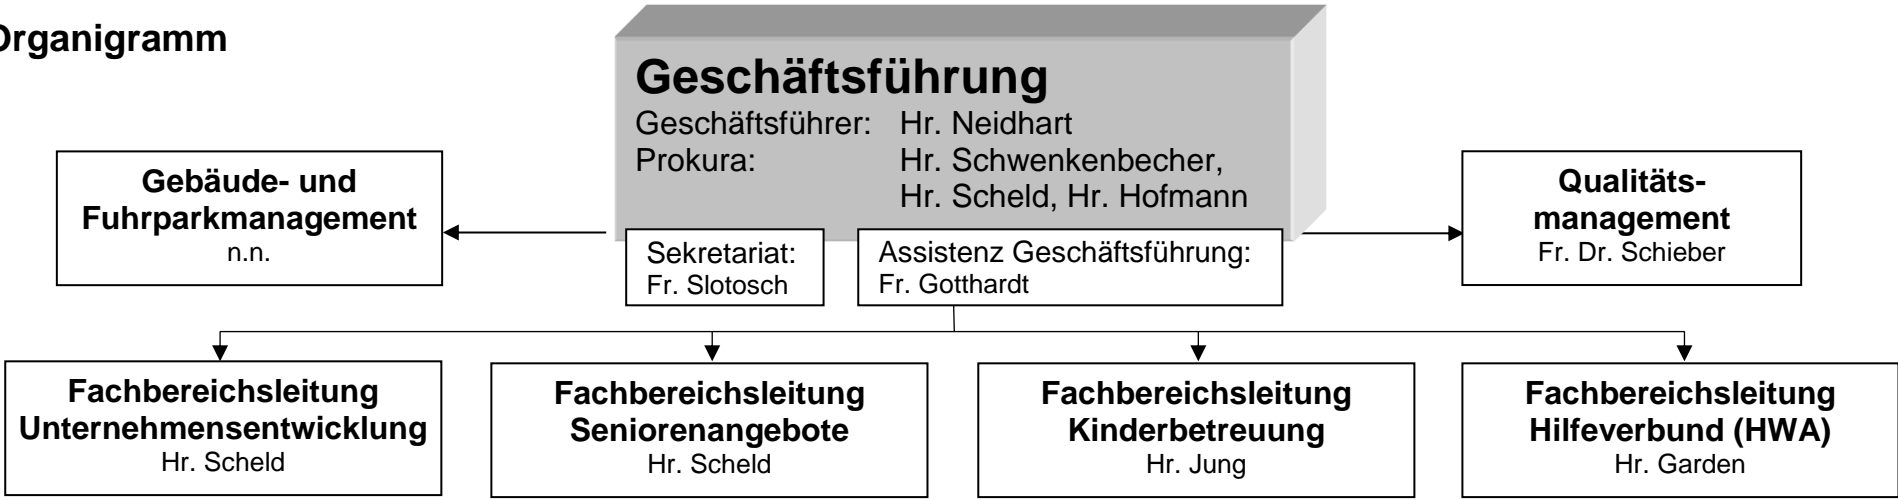 Organigramm
Geschäftsführung
Geschäftsführer: Hr. Neidhart
Prokura: Hr. Schwenkenbecher,
Hr. Scheld, Hr. Hofmann
Gebäude- und
Fuhrparkmanagement
n.n.
Qualitäts-
management
Fr. Dr. Schieber
Sekretariat:
Fr. Slotosch
Assistenz Geschäftsführung:
Fr. Gotthardt
Fachbereichsleitung
Unternehmensentwicklung
Hr. Scheld
Fachbereichsleitung
Seniorenangebote
Hr. Scheld
Fachbereichsleitung
Kinderbetreuung
Hr. Jung
Fachbereichsleitung
Hilfeverbund (HWA)
Hr. Garden